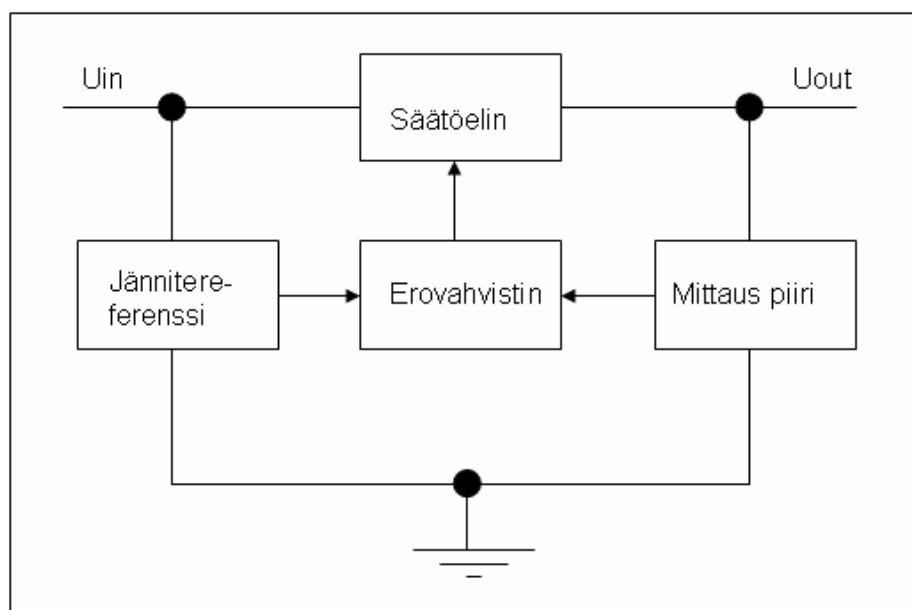 Uin
Uout
Säätöelin
Jännitere-
ferenssi
Erovahvistin
Mittaus piiri